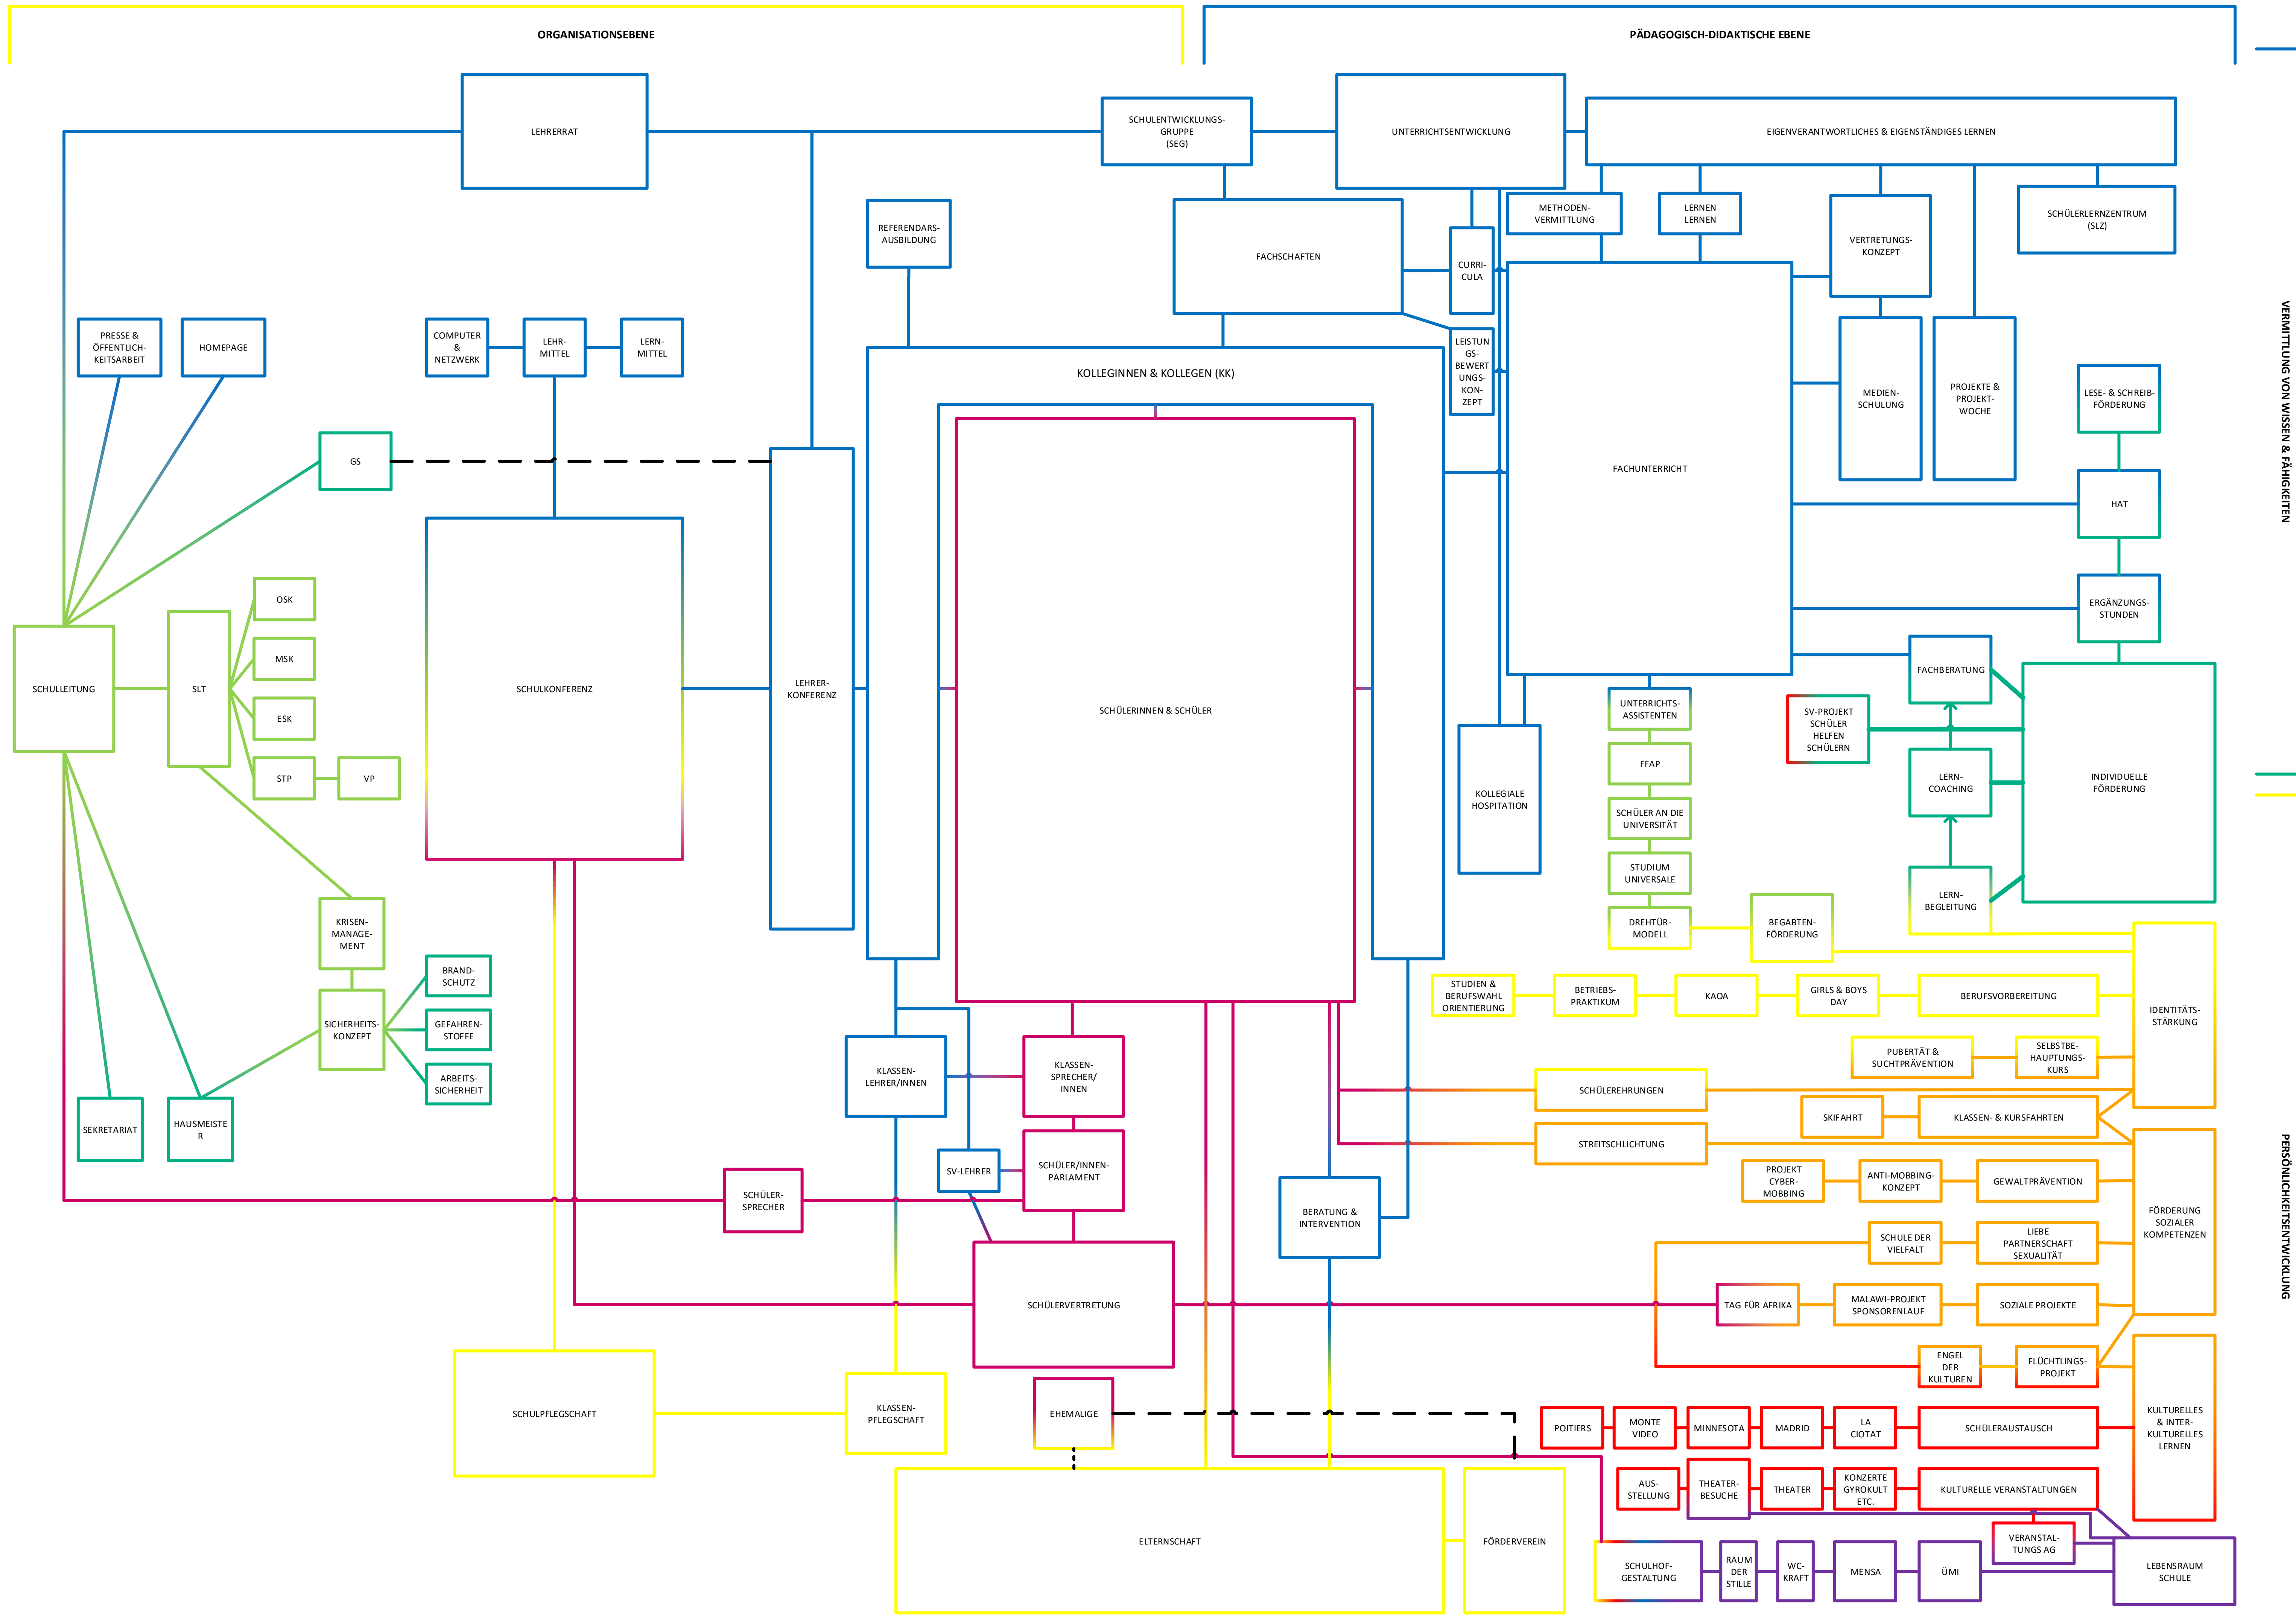 ORGANISATIONSEBENE
PÄDAGOGISCH-DIDAKTISCHE EBENE
LEHRERRAT
SCHULENTWICKLUNGS-
GRUPPE
(SEG)
UNTERRICHTSENTWICKLUNG
EIGENVERANTWORTLICHES & EIGENSTÄNDIGES LERNEN
REFERENDARS-
AUSBILDUNG
FACHSCHAFTEN
CURRI-
CULA
METHODEN-
VERMITTLUNG
LERNEN
LERNEN
VERTRETUNGS-
KONZEPT
SCHÜLERLERNZENTRUM
(SLZ)
PRESSE &
ÖFFENTLICH-
KEITSARBEIT
HOMEPAGE
COMPUTER
&
NETZWERK
LEHR-
MITTEL
LERN-
MITTEL
KOLLEGINNEN & KOLLEGEN (KK)
LEISTUN
GS-
BEWERT
UNGS-
KON-
ZEPT
MEDIEN-
SCHULUNG
PROJEKTE &
PROJEKT-
WOCHE
LESE- & SCHREIB-
FÖRDERUNG
VERMITTLUNG VON WISSEN & FÄHIGKEITEN
GS
FACHUNTERRICHT
HAT
ERGÄNZUNGS-
STUNDEN
OSK
MSK
ESK
STP
VP
SCHULLEITUNG
SLT
SCHULKONFERENZ
LEHRER-
KONFERENZ
SCHÜLERINNEN & SCHÜLER
KOLLEGIALE
HOSPITATION
UNTERRICHTS-
ASSISTENTEN
FFAP
SCHÜLER AN DIE
UNIVERSITÄT
STUDIUM
UNIVERSALE
DREHTÜR-
MODELL
BEGABTEN-
FÖRDERUNG
SV-PROJEKT
SCHÜLER
HELFEN
SCHÜLERN
FACHBERATUNG
LERN-
COACHING
LERN-
BEGLEITUNG
INDIVIDUELLE
FÖRDERUNG
KRISEN-
MANAGE-
MENT
SICHERHEITS-
KONZEPT
BRAND-
SCHUTZ
GEFAHREN-
STOFFE
ARBEITS-
SICHERHEIT
SEKRETARIAT
HAUSMEISTE
R
STUDIEN &
BERUFSWAHL
ORIENTIERUNG
BETRIEBS-
PRAKTIKUM
KAOA
GIRLS & BOYS
DAY
BERUFSVORBEREITUNG
IDENTITÄTS-
STÄRKUNG
PUBERTÄT &
SUCHTPRÄVENTION
SELBSTBE-
HAUPTUNGS-
KURS
KLASSEN-
LEHRER/INNEN
KLASSEN-
SPRECHER/
INNEN
SCHÜLEREHRUNGEN
SKIFAHRT
KLASSEN- & KURSFAHRTEN
STREITSCHLICHTUNG
SV-LEHRER
SCHÜLER/INNEN-
PARLAMENT
SCHÜLER-
SPRECHER
BERATUNG &
INTERVENTION
PROJEKT
CYBER-
MOBBING
ANTI-MOBBING-
KONZEPT
GEWALTPRÄVENTION
FÖRDERUNG
SOZIALER
KOMPETENZEN
PERSÖNLICHKEITSENTWICKLUNG
SCHULE DER
VIELFALT
LIEBE
PARTNERSCHAFT
SEXUALITÄT
SCHÜLERVERTRETUNG
TAG FÜR AFRIKA
MALAWI-PROJEKT
SPONSORENLAUF
SOZIALE PROJEKTE
ENGEL
DER
KULTUREN
FLÜCHTLINGS-
PROJEKT
SCHULPFLEGSCHAFT
KLASSEN-
PFLEGSCHAFT
EHEMALIGE
POITIERS
MONTE
VIDEO
MINNESOTA
MADRID
LA
CIOTAT
SCHÜLERAUSTAUSCH
KULTURELLES
& INTER-
KULTURELLES
LERNEN
AUS-
STELLUNG
THEATER-
BESUCHE
THEATER
KONZERTE
GYROKULT
ETC.
KULTURELLE VERANSTALTUNGEN
ELTERNSCHAFT
FÖRDERVEREIN
VERANSTAL-
TUNGS AG
SCHULHOF-
GESTALTUNG
RAUM
DER
STILLE
WC-
KRAFT
MENSA
ÜMI
LEBENSRAUM
SCHULE